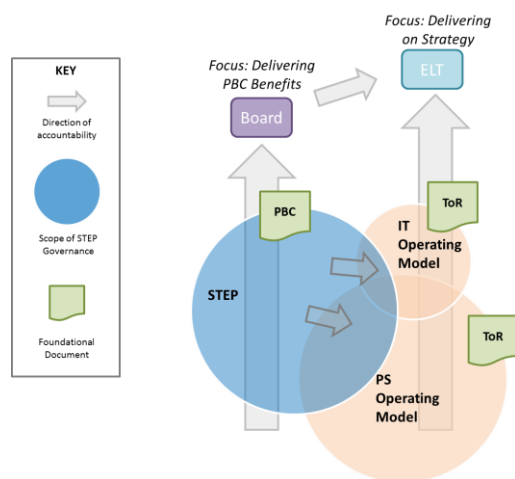 KEY
Direction of
accountability
Scope of STEP
Governance
Foundational
Document
Focus: Delivering
PBC Benefits
Board
Focus: Delivering
on Strategy
ELT
PBC
STEP
ToR
IT
Operating
Model
ToR
PS
Operating
Model